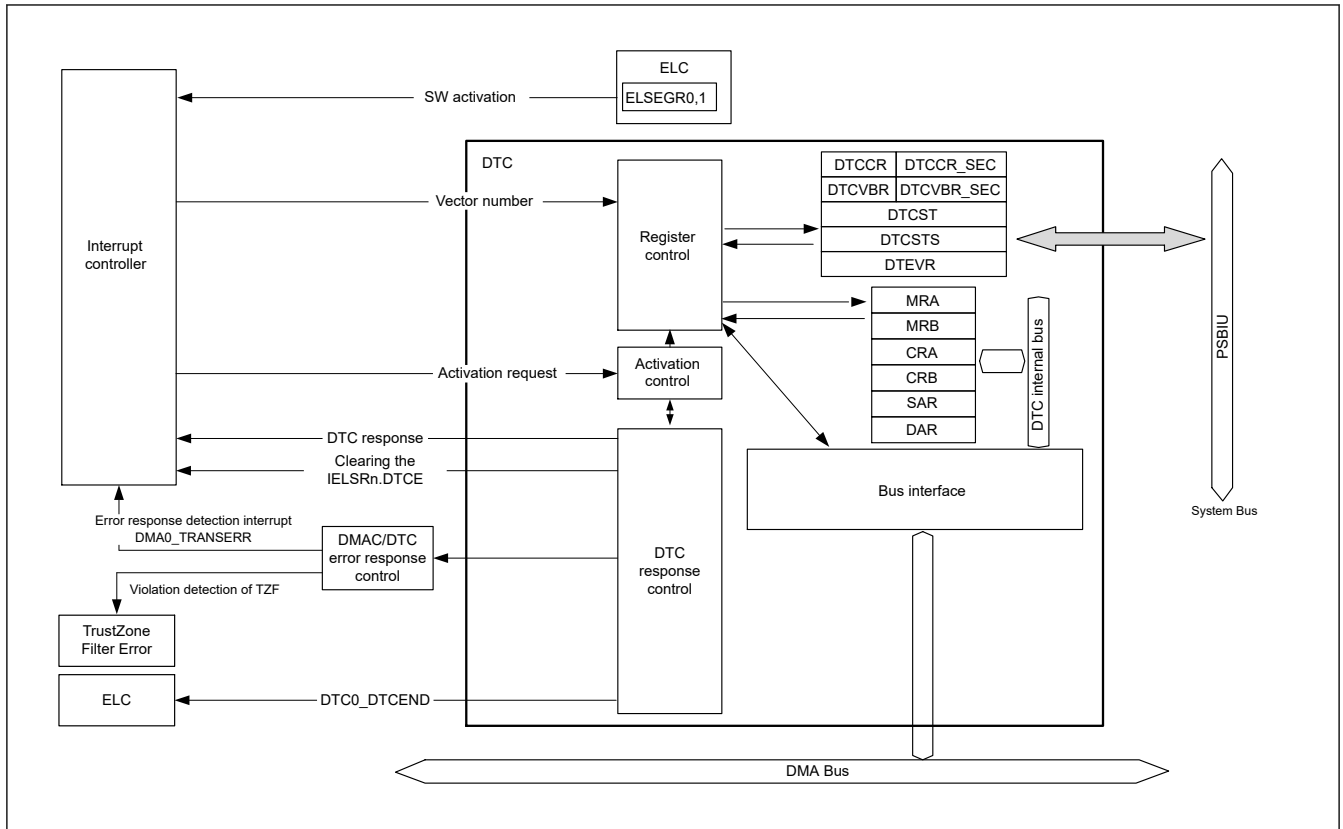 ELC
ELSEGR0,1
SW activation
Interrupt
controller
DTC
Vector number
Register
control
DTCCR
DTCCR_SEC
DTCVBR
DTCVBR_SEC
DTCST
DTCSTS
DTEVR
MRA
MRB
CRA
CRB
SAR
DAR
DTC internal bus
PSBIU
System Bus
Activation request
Activation
control
DTC response
Clearing the
IELSRn.DTCE
Bus interface
Error response detection interrupt
DMA0_TRANSERR
DMAC/DTC
error response
control
DTC
response
control
Violation detection of TZF
TrustZone
Filter Error
ELC
DTC0_DTCEND
DMA Bus